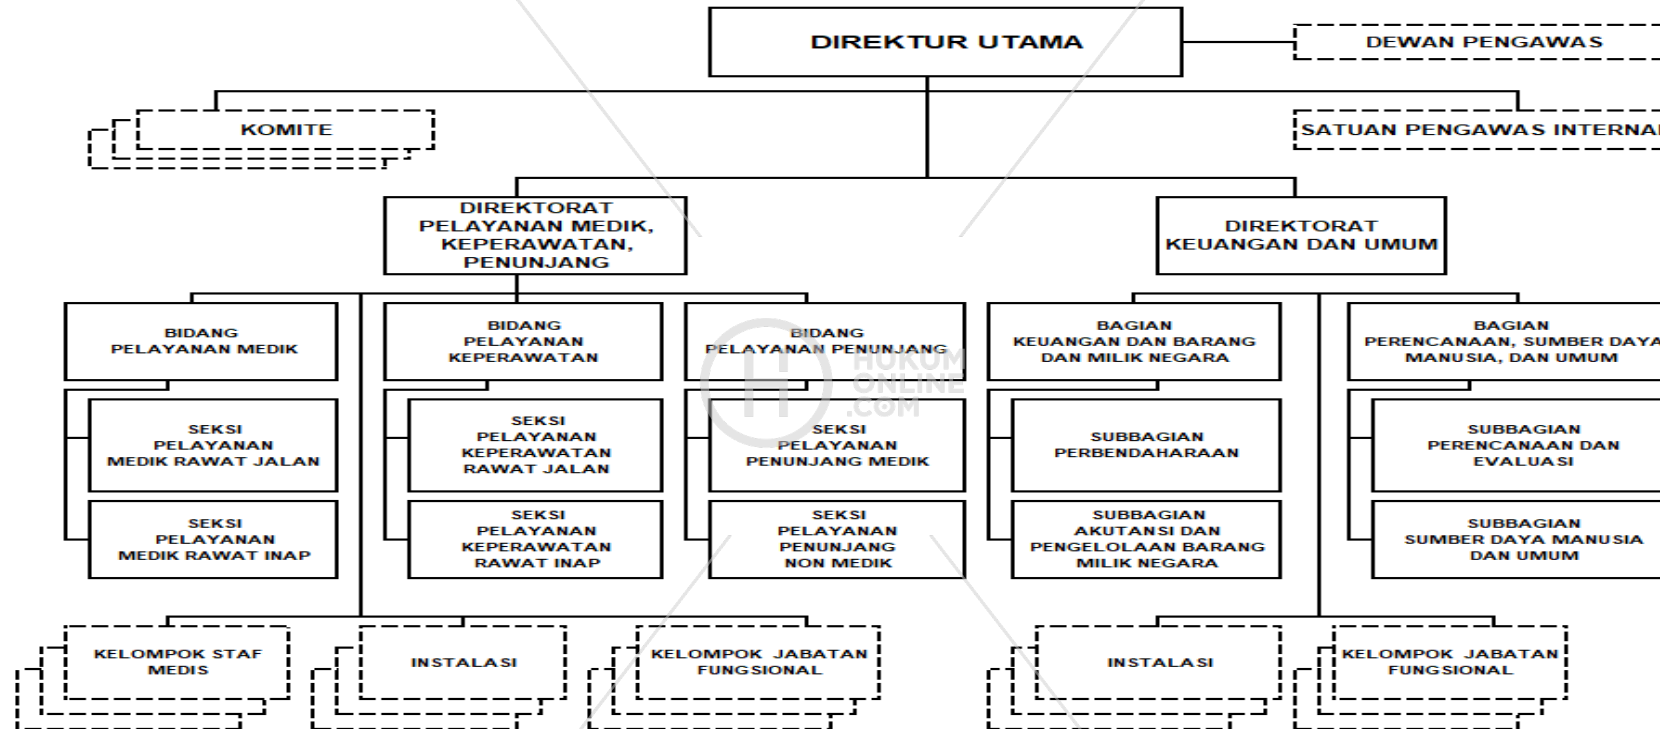 DIREKTUR UTAMA
DEWAN PENGAWAS
KOMITE
SATUAN PENGAWAS INTERNAL
DIREKTORAT
PELAYANAN MEDIK,
KEPERAWATAN,
PENUNJANG
DIREKTORAT
KEUANGAN DAN UMUM
BIDANG
PELAYANAN MEDIK
BIDANG
PELAYANAN
KEPERAWATAN
BIDANG
PELAYANAN PENUNJANG
BAGIAN
KEUANGAN DAN BARANG
DAN MILIK NEGARA
BAGIAN
PERENCANAAN, SUMBER DAYA
MANUSIA, DAN UMUM
HUKUM
ONLINE
.COM
SEKSI
PELAYANAN
MEDIK RAWAT JALAN
SEKSI
PELAYANAN
KEPERAWATAN
RAWAT JALAN
SEKSI
PELAYANAN
PENUNJANG MEDIK
SUBBAGIAN
PERBENDAHARAAN
SUBBAGIAN
PERENCANAAN DAN
EVALUASI
SEKSI
PELAYANAN
MEDIK RAWAT INAP
SEKSI
PELAYANAN
KEPERAWATAN
RAWAT INAP
SEKSI
PELAYANAN
PENUNJANG
NON MEDIK
SUBBAGIAN
AKUTANSI DAN
PENGELOLAAN BARANG
MILIK NEGARA
SUBBAGIAN
SUMBER DAYA MANUSIA
DAN UMUM
KELOMPOK STAF
MEDIS
INSTALASI
KELOMPOK JABATAN
FUNGSIONAL
INSTALASI
KELOMPOK JABATAN
FUNGSIONAL